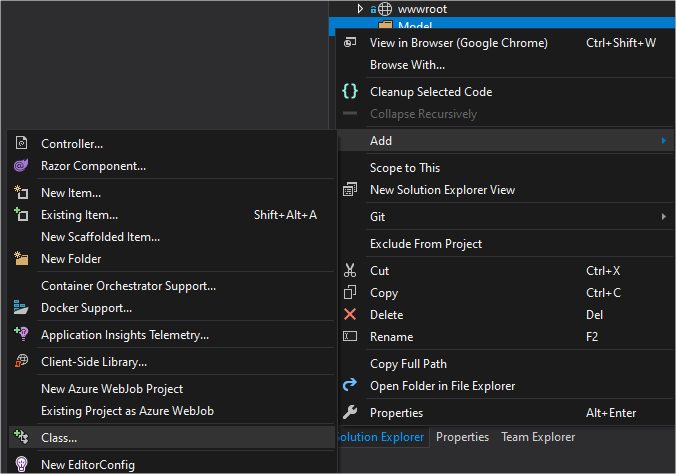 wwwroot
Model
View in Browser (Google Chrome) Ctrl+Shift+W
Browse With...
Cleanup Selected Code
Collapse Recursively
Add
Scope to This
New Solution Explorer View
Git
Exclude From Project
Cut Ctrl+X
Copy Ctrl+C
Delete Del
Rename F2
Copy Full Path
Open Folder in File Explorer
Properties Alt+Enter
Controller...
Razor Component...
New Item...
Existing Item... Shift+Alt+A
New Scaffolded Item...
New Folder
Container Orchestrator Support...
Docker Support...
Application Insights Telemetry...
Client-Side Library...
New Azure WebJob Project
Existing Project as Azure WebJob
Class...
New EditorConfig
Solution Explorer Properties Team Explorer